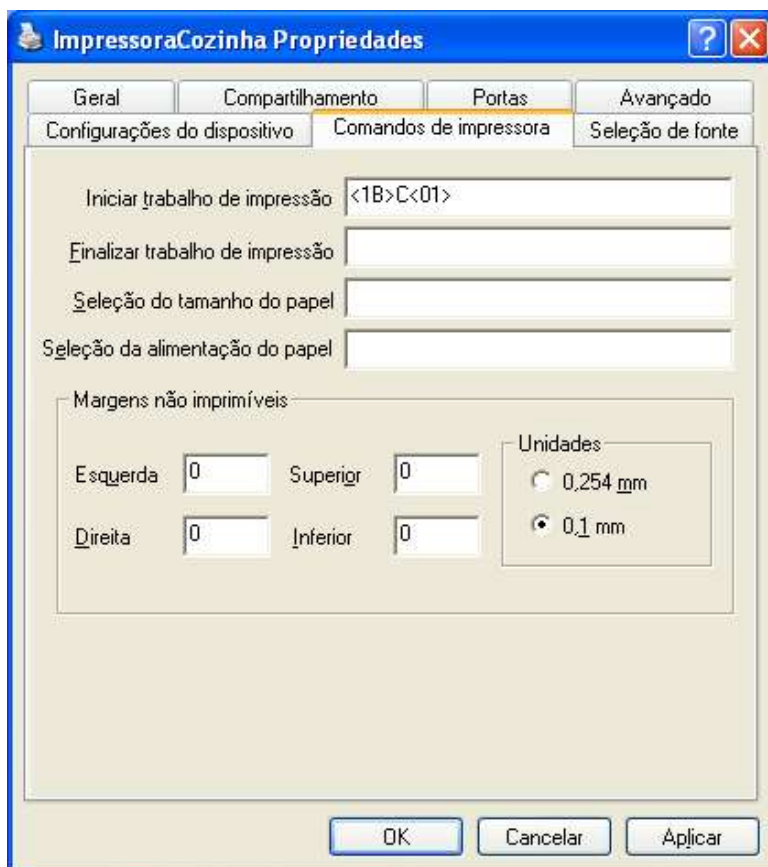 ImpressoraCozinha Propriedades
Geral Compartilhamento Portas Avançado
Configurações do dispositivo Comandos de impressora Seleção de fonte
Iniciar trabalho de impressão <1B>C<01>
Finalizar trabalho de impressão
Seleção do tamanho do papel
Seleção da alimentação do papel
Margens não imprimíveis
Unidades
Esquerda 0 Superior 0 0,254 mm
Direita 0 Inferior 0 0,1 mm
OK Cancelar Aplicar